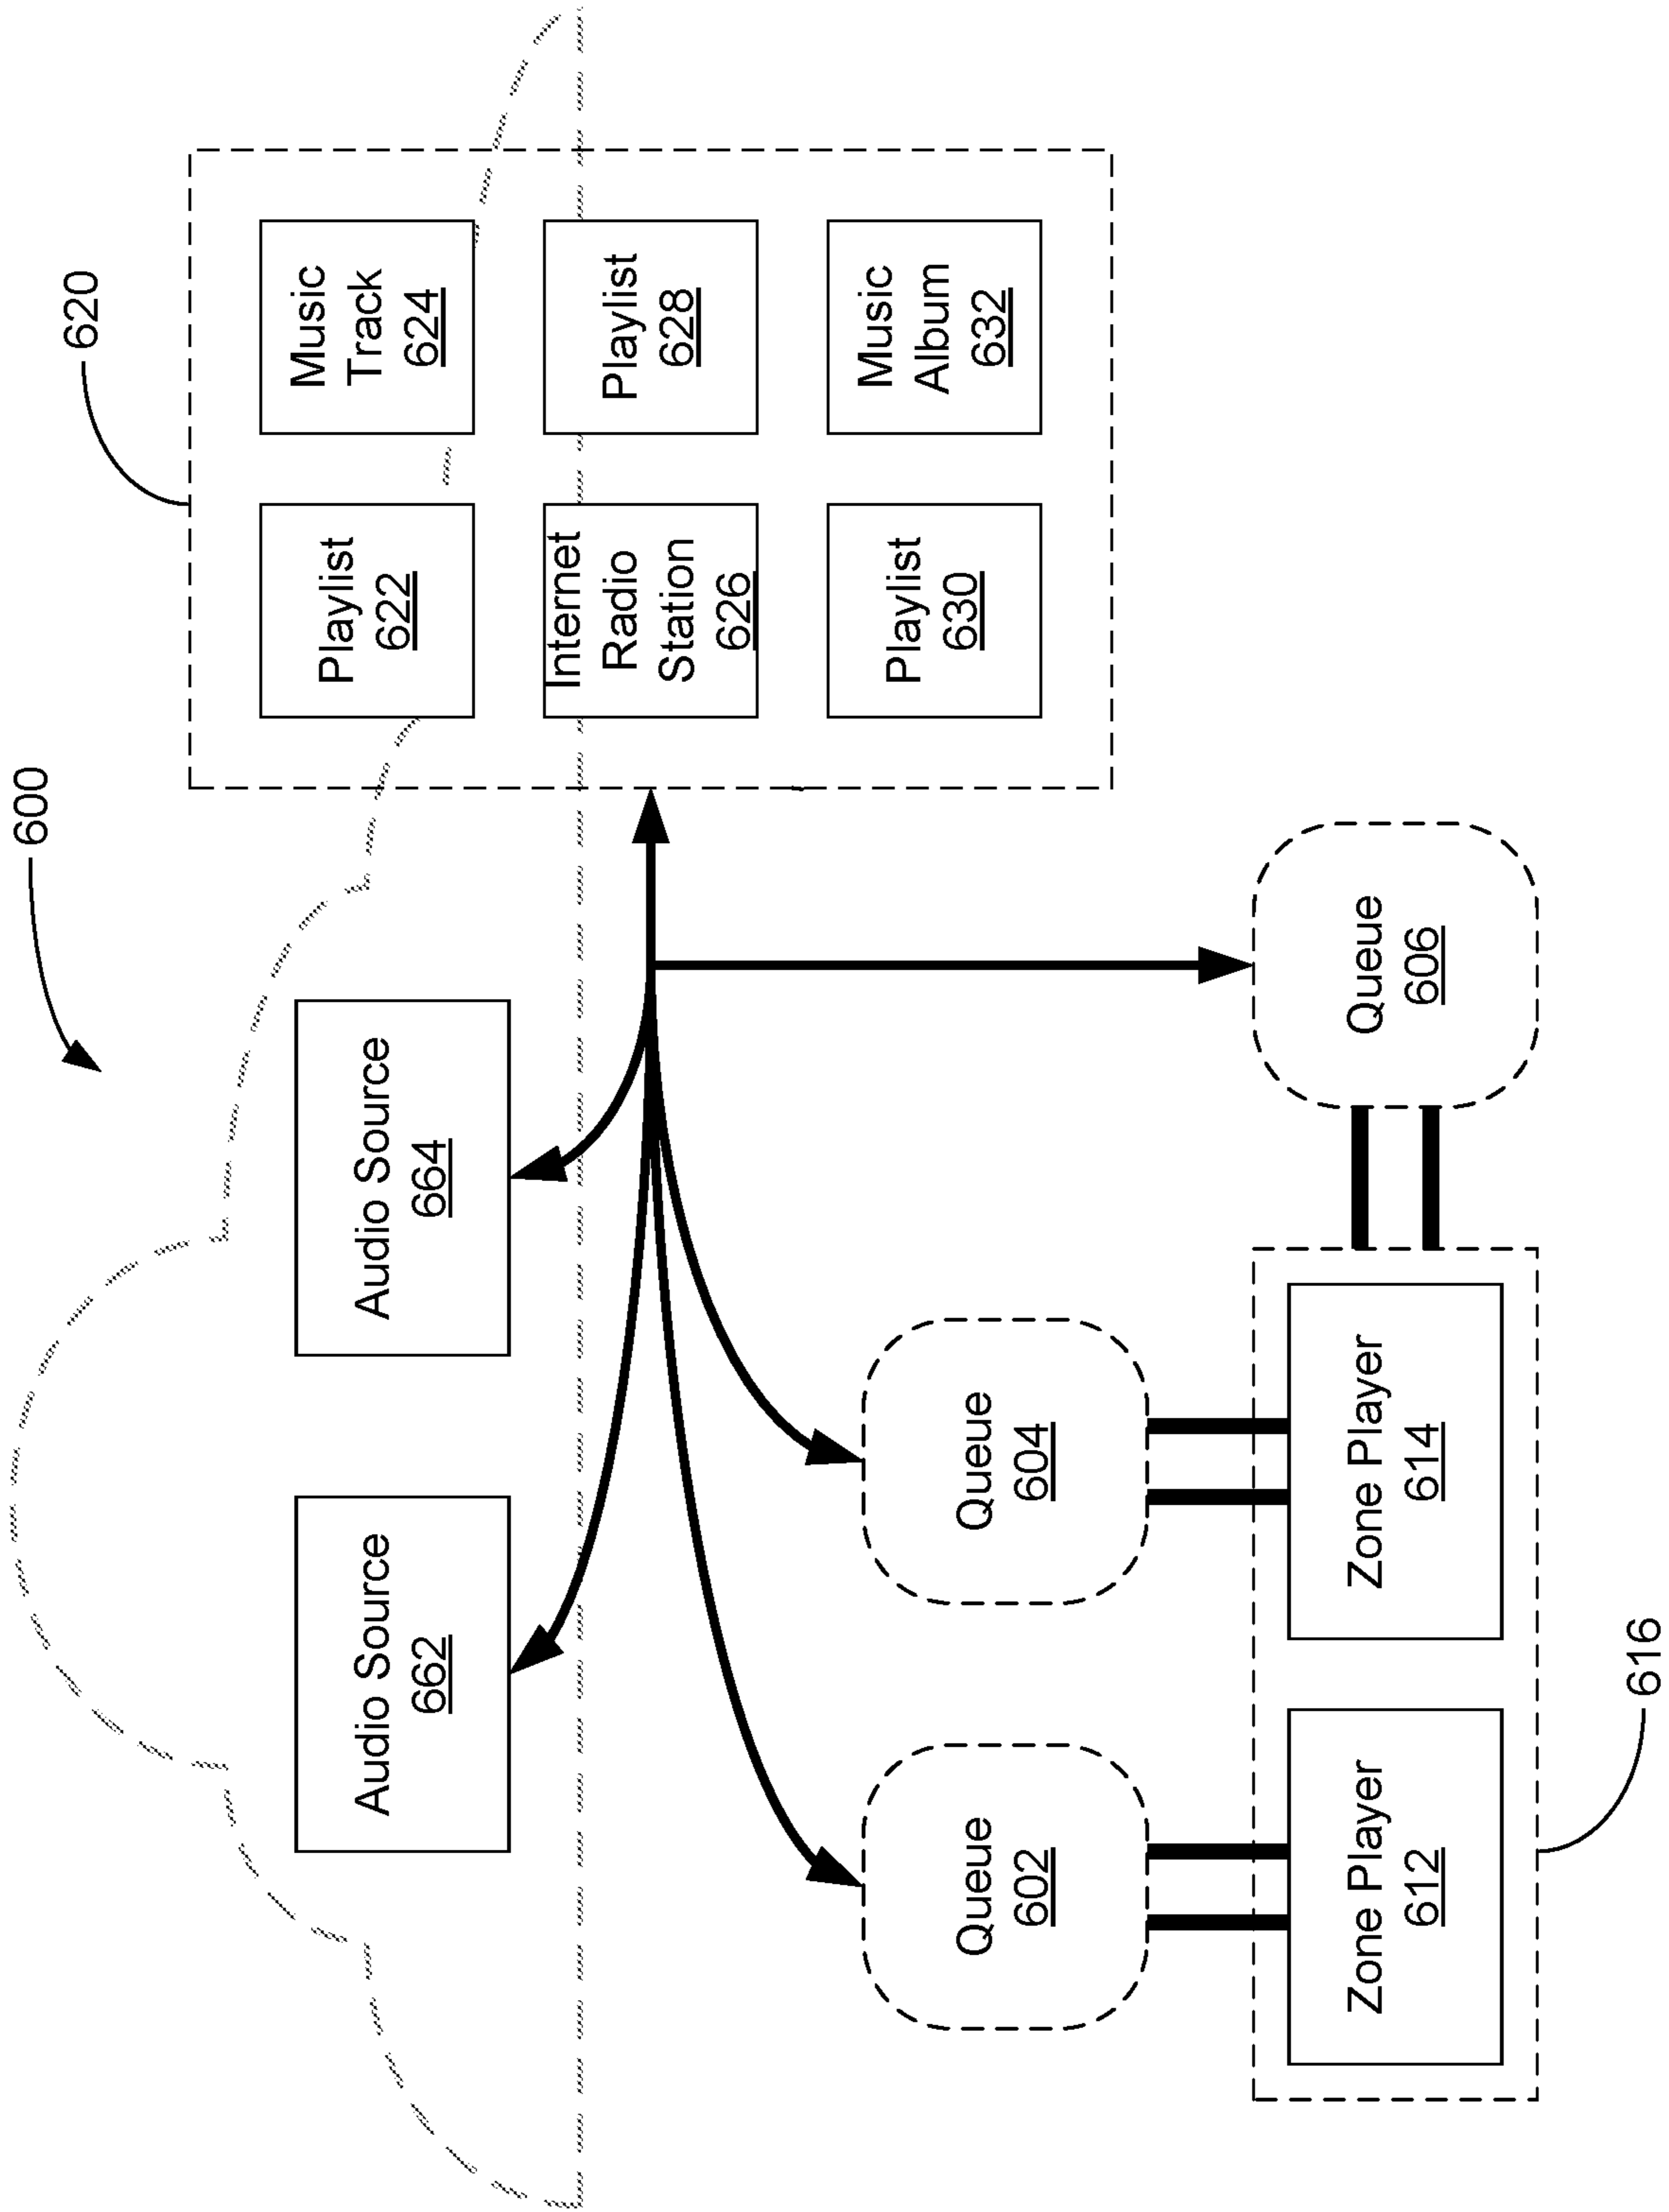 600
620
Audio Source
662
Audio Source
664
Playlist
622
Music
Track
624
Internet
Radio
Station
626
Playlist
628
Playlist
630
Music
Album
632
Queue
602
Queue
604
Queue
606
Zone Player
612
Zone Player
614
616